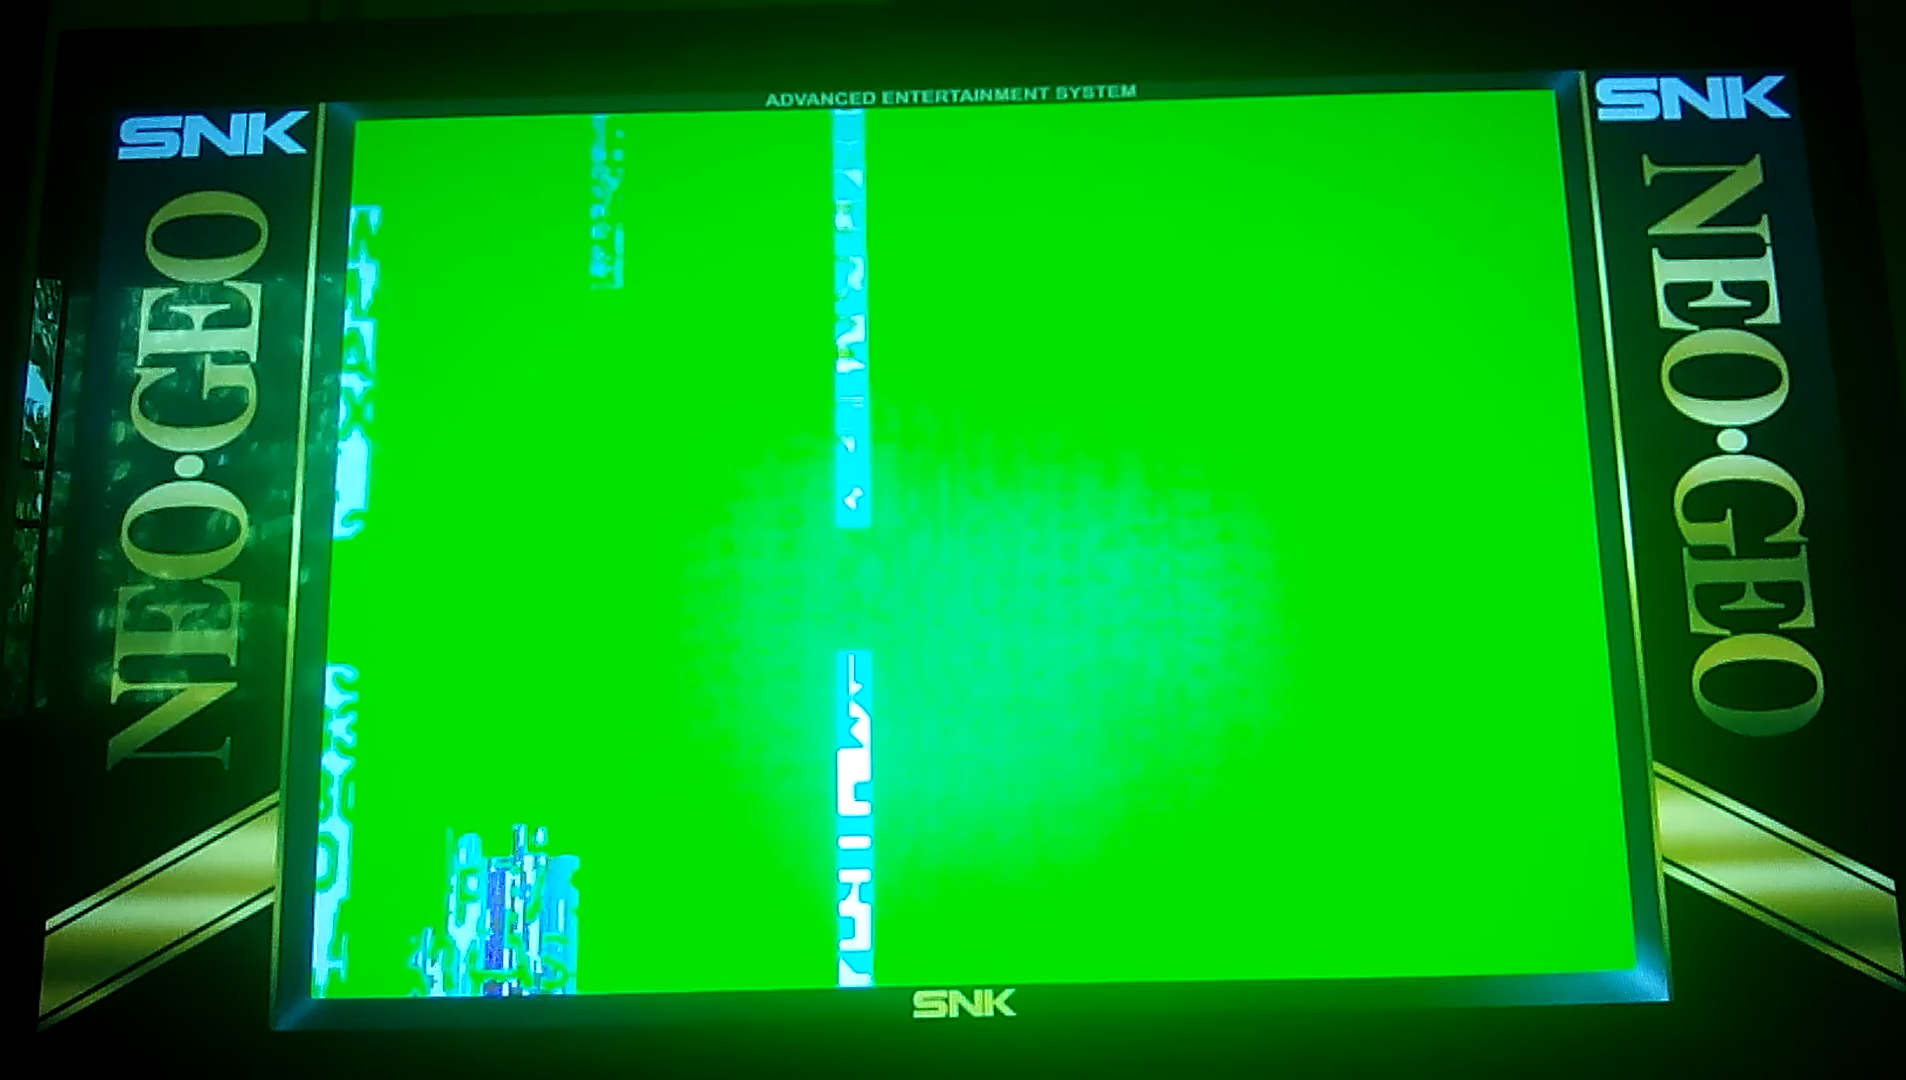 ADVANCED ENTERTAINMENT SYSTEM
SNK
SNK
NEO•GEO
NEO•GEO
SNK